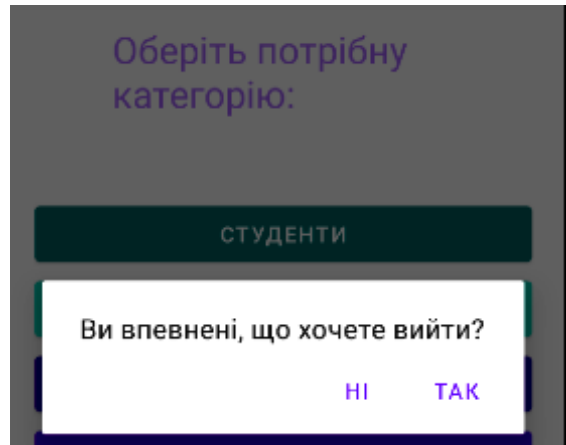 Оберіть потрібну
категорію:
СТУДЕНТИ
Ви впевнені, що хочете вийти?
НІ ТАК